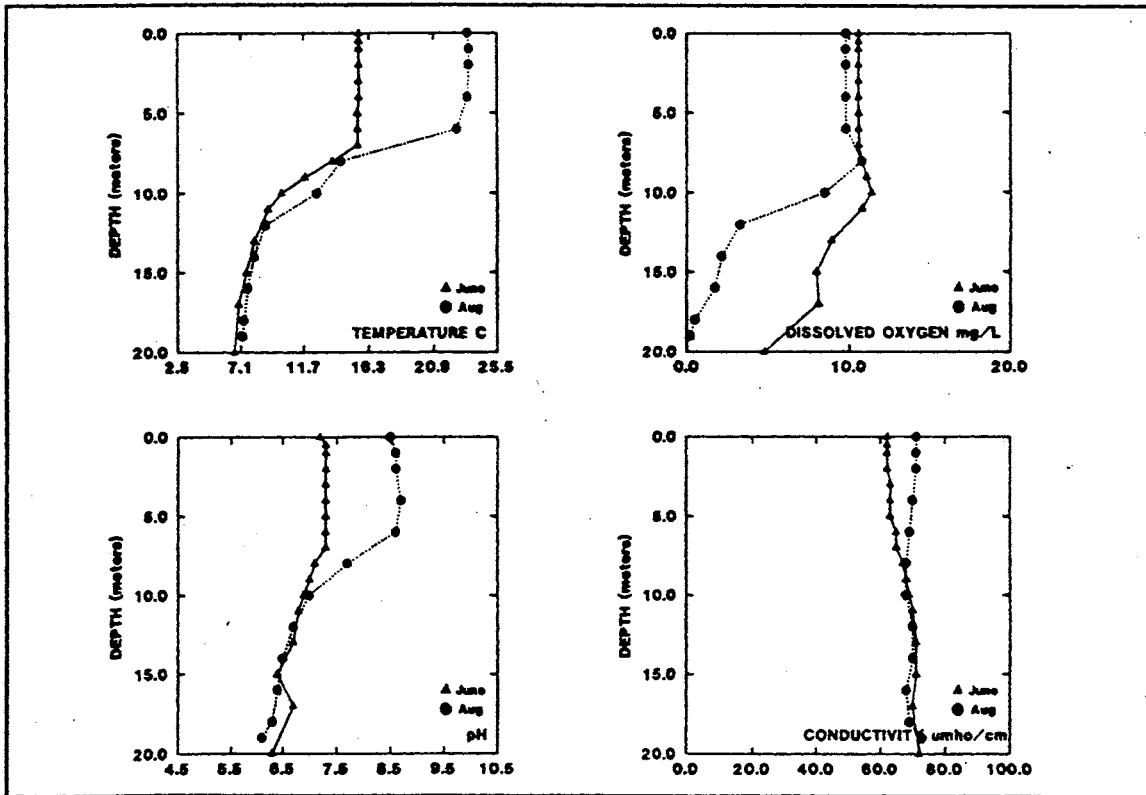 0.0
5.0
10.0
15.0
20.0
DEPTH (meters)
June
Aug
TEMPERATURE C
2.5 7.1 11.7 16.3 20.9 25.5
0.0
5.0
10.0
15.0
20.0
DEPTH (meters)
June
Aug
DISSOLVED OXYGEN mg/L
0.0 10.0 20.0
0.0
5.0
10.0
15.0
20.0
DEPTH (meters)
June
Aug
pH
4.5 5.5 6.5 7.5 8.5 9.5 10.5
0.0
5.0
10.0
15.0
20.0
DEPTH (meters)
June
Aug
CONDUCTIVIT umho/cm
0.0 20.0 40.0 60.0 80.0 100.0